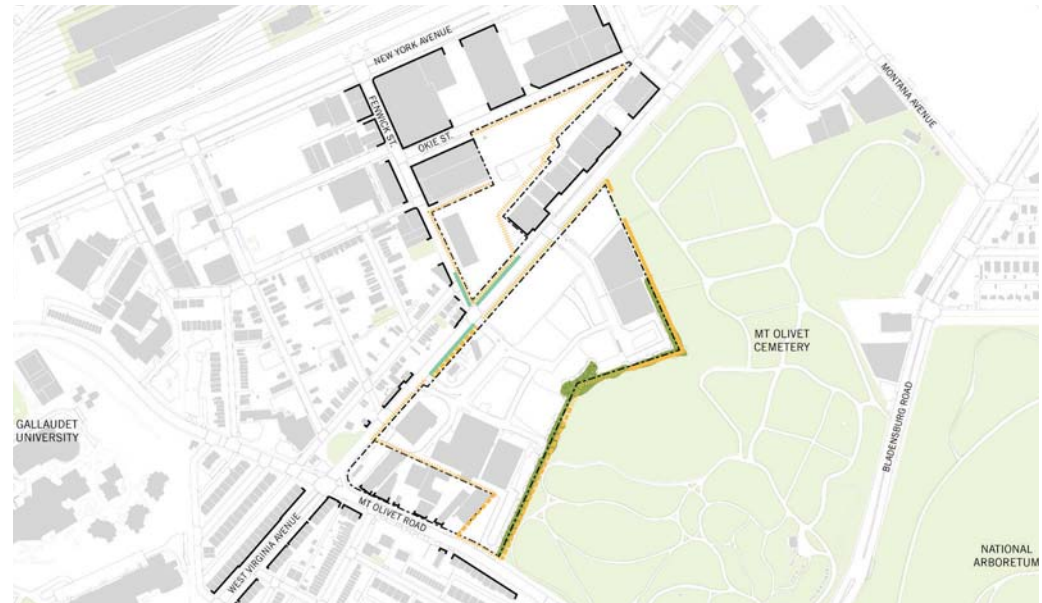 NEW YORK AVENUE
FENWICK ST.
OKIE ST.
MONTANA AVENUE
MT OLIVET
CEMETERY
BLADENSBURG ROAD
GALLAUDET
UNIVERSITY
MT OLIVET ROAD
WEST VIRGINIA AVENUE
NATIONAL
ARBORETUM